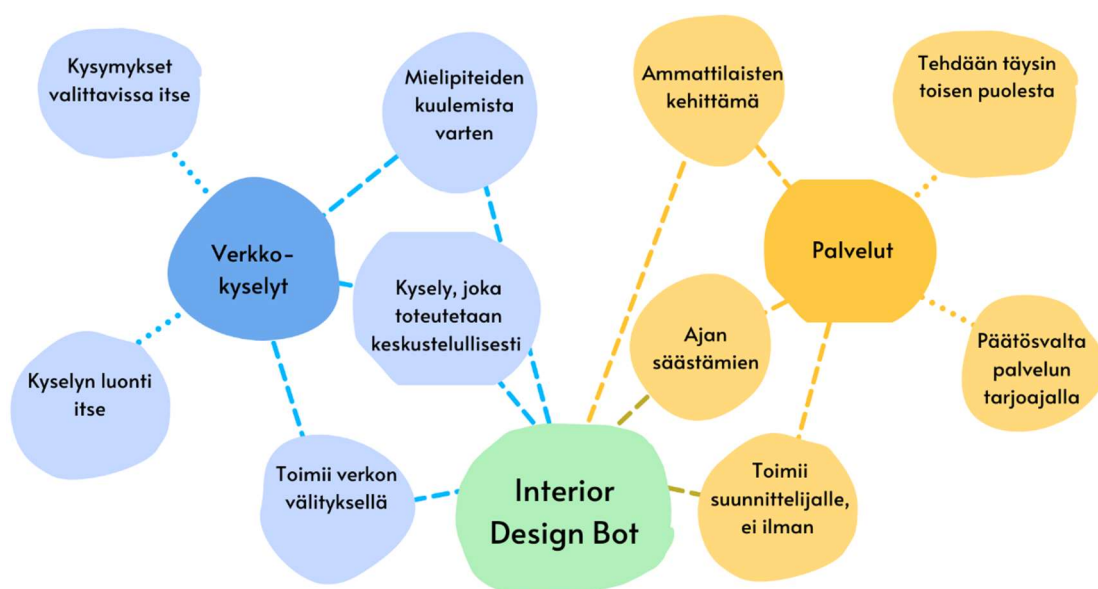 Kysymykset
valittavissa itse
Mielipiteiden
kuulemista
varten
Ammattilaisten
kehittämä
Tehdään täysin
toisen puolesta
Verkko-
kyselyt
Palvelut
Kysely, joka
toteutetaan
keskustelullisesti
Ajan
säästämien
Päätösvalta
palvelun
tarjoajalla
Kyselyn luonti
itse
Toimii verkon
välityksellä
Interior
Design Bot
Toimii
suunnittelijalle,
ei ilman